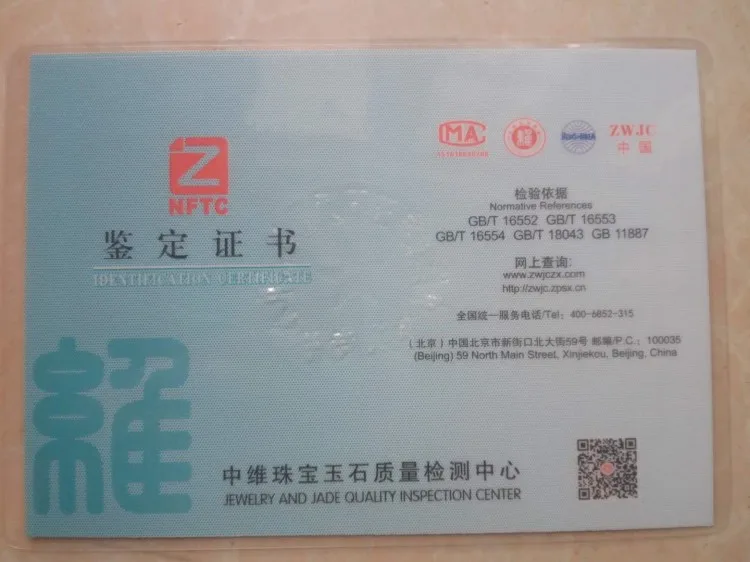 Z
NFTC
鉴定证书
IDENTIFICATION CERTIFICATE
維
中维珠宝玉石质量检测中心
JEWELRY AND JADE QUALITY INSPECTION CENTER
MA
ZWJC
中国
检验依据
Normative References
GB/T 16552 GB/T 16553
GB/T 16554 GB/T 18043 GB 11887
网上查询:
www.zwjczx.com
http://zwjc.zpsx.cn
全国统一服务电话/Tel: 400-6852-315
(北京)中国北京市新街口北大街59号 邮编/P.C.: 100035
(Beijing) 59 North Main Street, Xinjiekou, Beijing, China